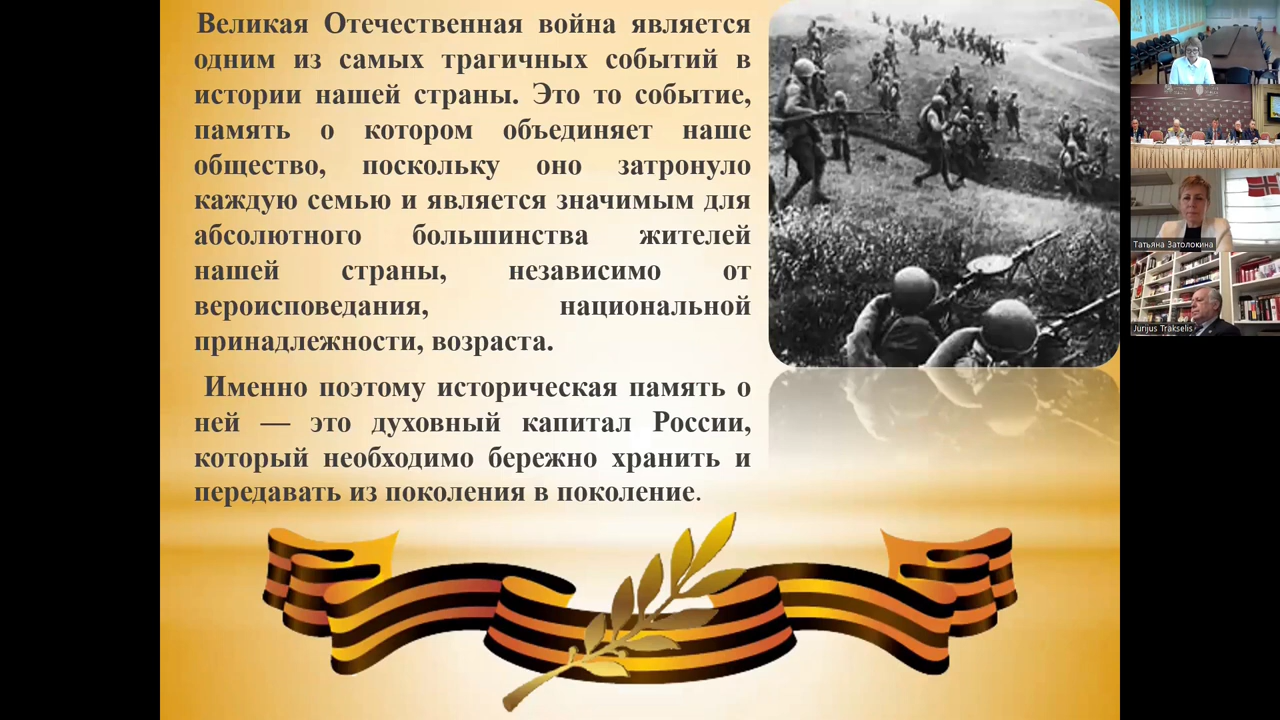 Великая Отечественная война является
одним из самых трагичных событий в
истории нашей страны. Это то событие,
память о котором объединяет наше
общество, поскольку оно затронуло
каждую семью и является значимым для
абсолютного большинства жителей
нашей страны, независимо от
вероисповедания, национальной
принадлежности, возраста.
Именно поэтому историческая память о
ней — это духовный капитал России,
который необходимо бережно хранить и
передавать из поколения в поколение.
Татьяна Затолокина
Jurijus Trakselis